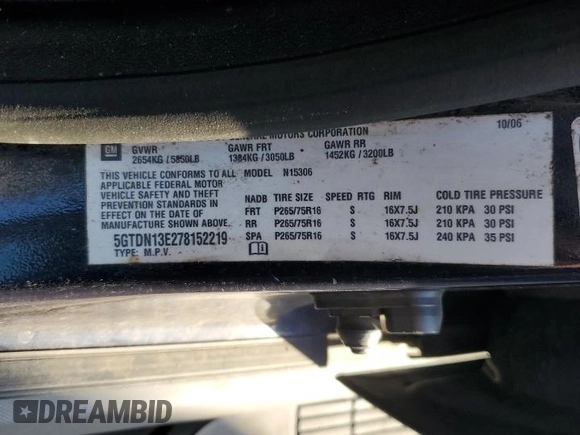 GENERAL MOTORS CORPORATION 10/06
GM GVWR GAWR FRT GAWR RR
2654KG / 5850LB 1384KG / 3050LB 1452KG / 3200LB
THIS VEHICLE CONFORMS TO ALL MODEL N15306
APPLICABLE FEDERAL MOTOR
VEHICLE SAFETY AND THEFT
PREVENTION STANDARDS IN
EFFECT ON THE DATE OF
MANUFACTURE SHOWN ABOVE.
5GTDN13E278152219
TYPE: M.P.V.
NADB TIRE SIZE SPEED RTG RIM COLD TIRE PRESSURE
FRT P265/75R16 S 16X7.5J 210 KPA 30 PSI
RR P265/75R16 S 16X7.5J 210 KPA 30 PSI
SPA P265/75R16 S 16X7.5J 240 KPA 35 PSI
DREAMBID